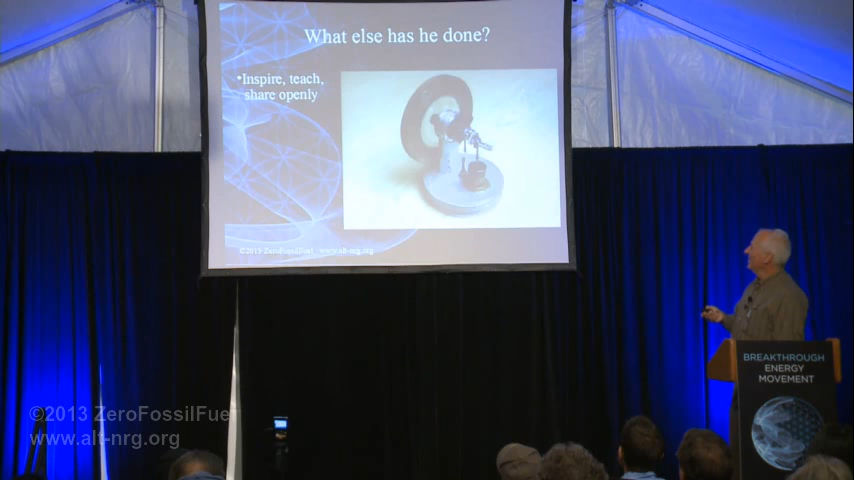 What else has he done?
•Inspire, teach,
share openly
©2013 ZeroFossilFuel www.alt-nrg.org
BREAKTHROUGH
ENERGY
MOVEMENT
©2013 ZeroFossilFuel
www.alt-nrg.org